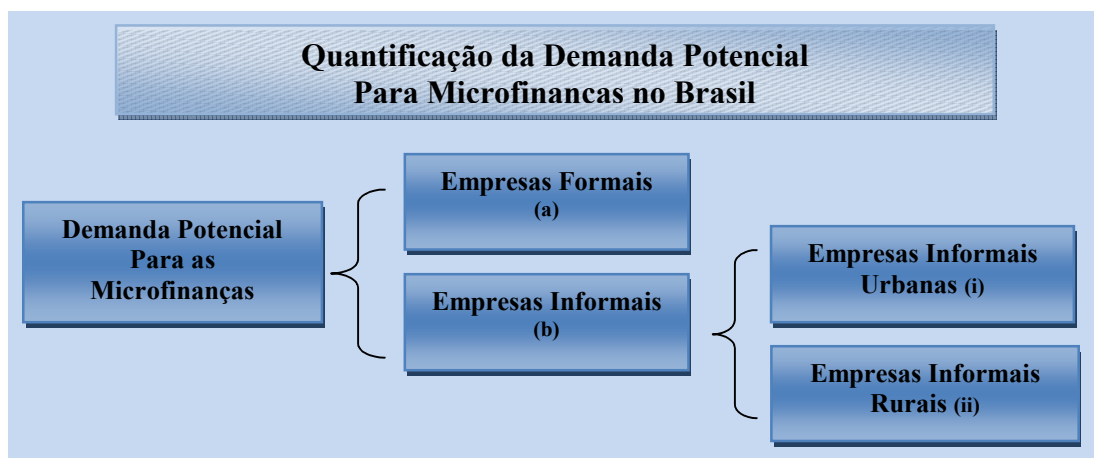 Quantificação da Demanda Potencial
Para Microfinancas no Brasil
Demanda Potencial
Para as
Microfinanças
Empresas Formais
(a)
Empresas Informais
(b)
Empresas Informais
Urbanas (i)
Empresas Informais
Rurais (ii)